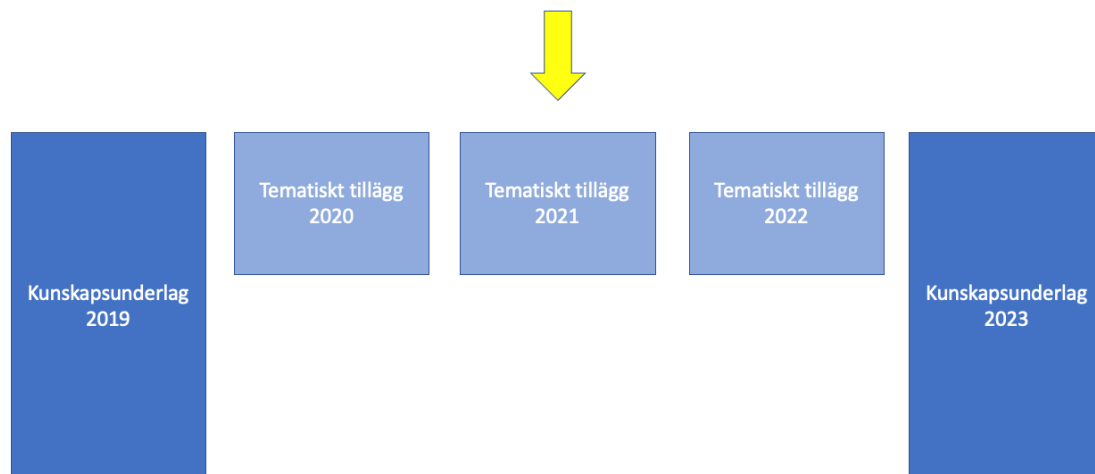 Kunskapsunderlag
2019
Tematiskt tillägg
2020
Tematiskt tillägg
2021
Tematiskt tillägg
2022
Kunskapsunderlag
2023